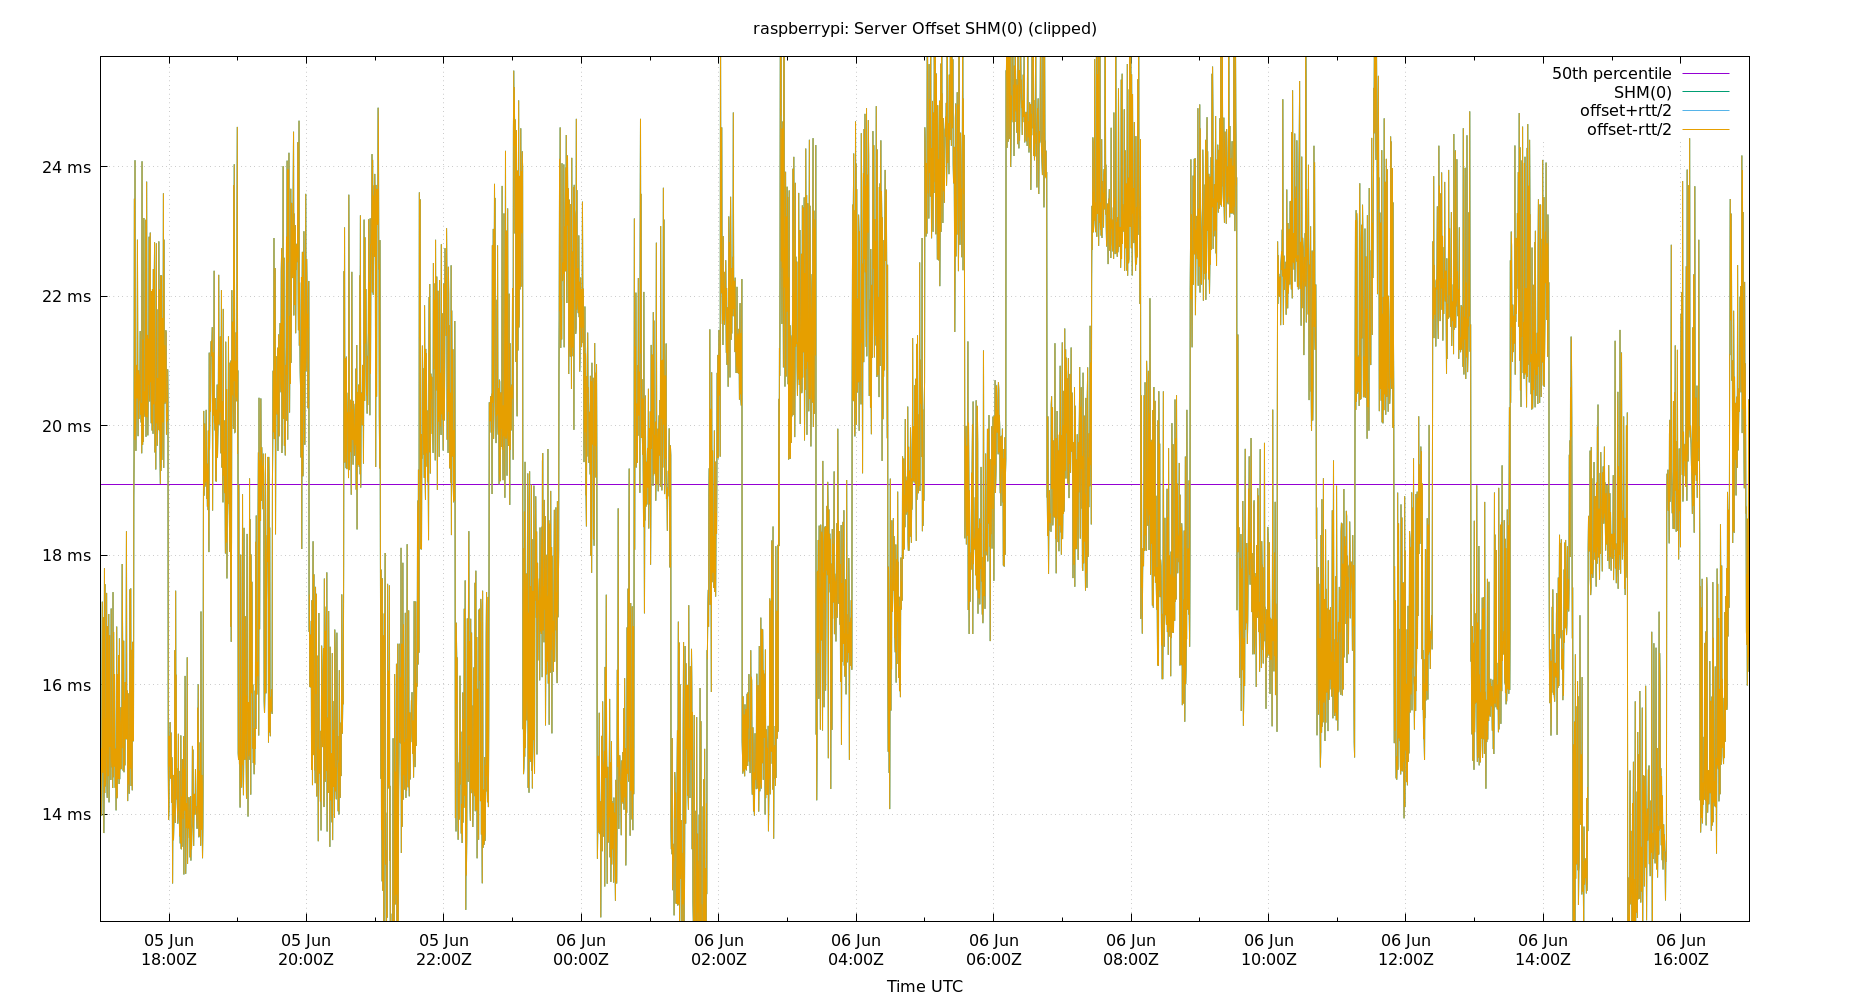 raspberrypi: Server Offset SHM(0) (clipped)
50th percentile
SHM(0)
offset+rtt/2
offset-rtt/2
24 ms
22 ms
20 ms
18 ms
16 ms
14 ms
05 Jun 05 Jun 05 Jun 06 Jun 06 Jun 06 Jun 06 Jun 06 Jun 06 Jun 06 Jun 06 Jun 06 Jun
18:00Z 20:00Z 22:00Z 00:00Z 02:00Z 04:00Z 06:00Z 08:00Z 10:00Z 12:00Z 14:00Z 16:00Z
Time UTC